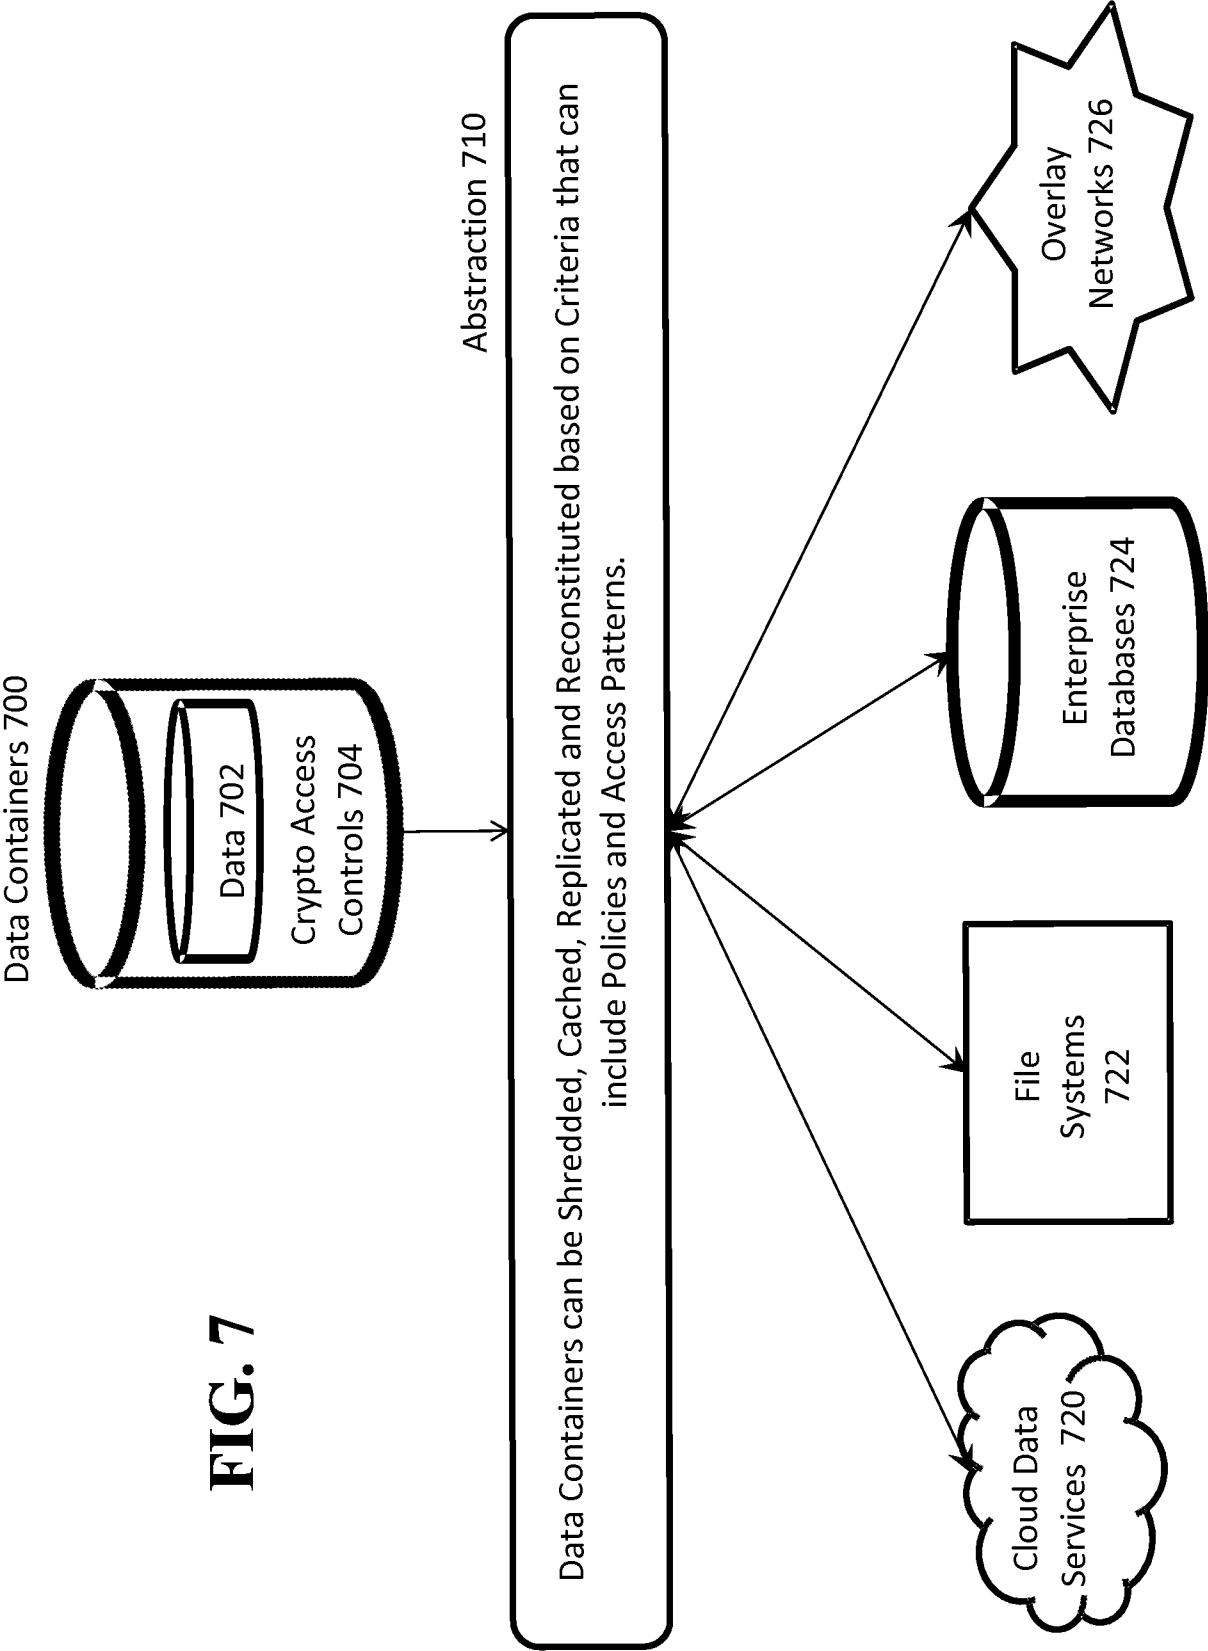 FIG. 7
Data Containers 700
Data 702
Crypto Access
Controls 704
Abstraction 710
Data Containers can be Shredded, Cached, Replicated and Reconstituted based on Criteria that can
include Policies and Access Patterns.
Cloud Data
Services 720
File
Systems
722
Enterprise
Databases 724
Overlay
Networks 726